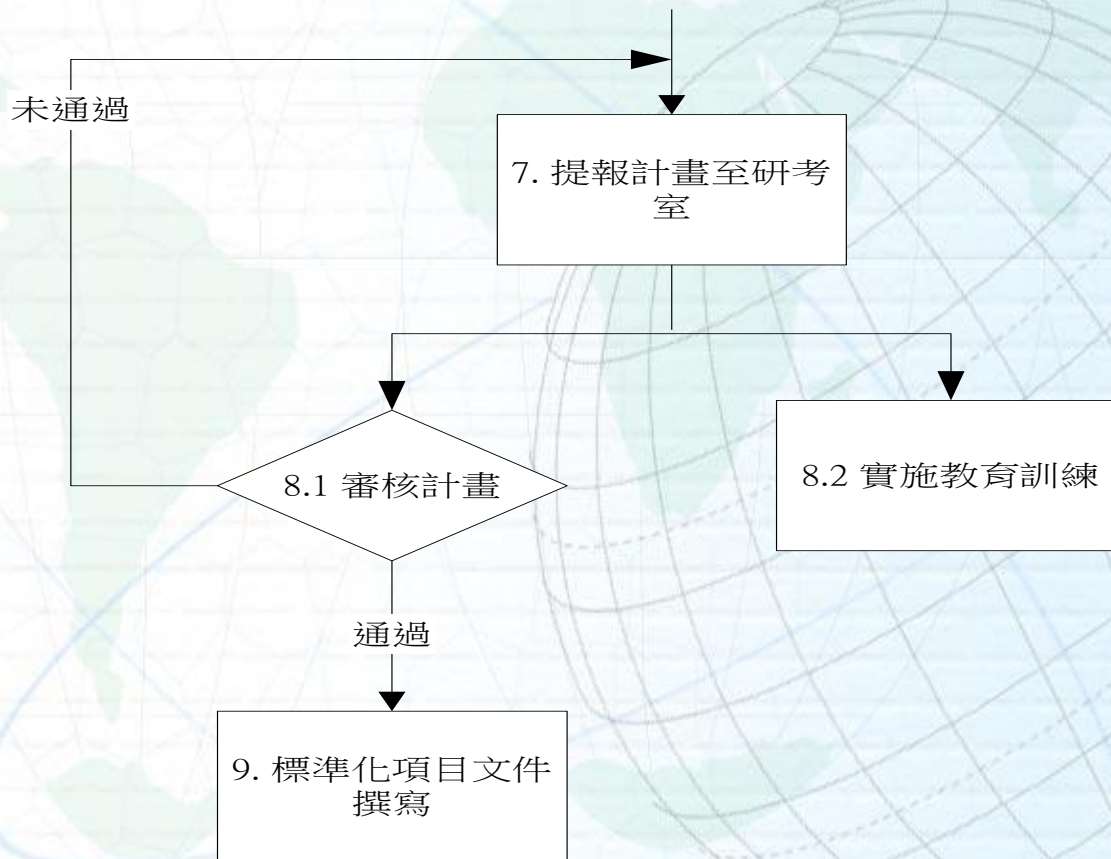 未通過
7. 提報計畫至研考
室
8.1 審核計畫
8.2 實施教育訓練
通過
9. 標準化項目文件
撰寫